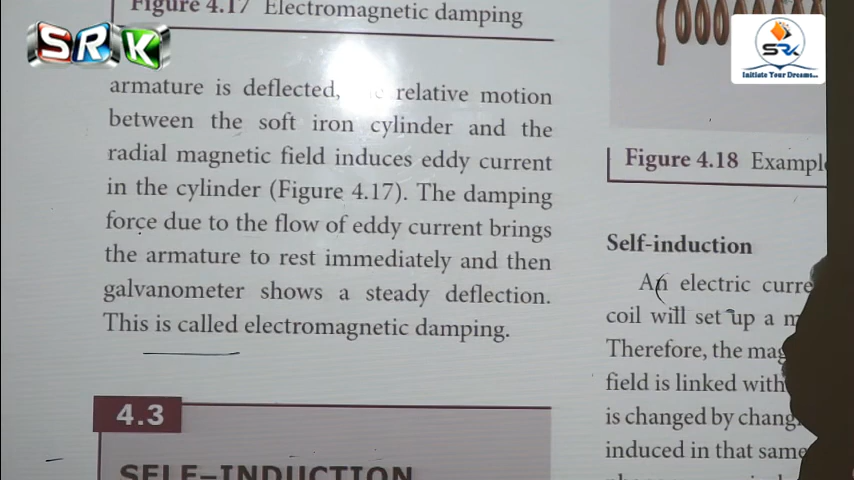 Figure 4.17 Electromagnetic damping
armature is deflected, relative motion
between the soft iron cylinder and the
radial magnetic field induces eddy current
in the cylinder (Figure 4.17). The damping
force due to the flow of eddy current brings
the armature to rest immediately and then
galvanometer shows a steady deflection.
This is called electromagnetic damping.
4.3
SELF-INDUCTION
Figure 4.18
Self-induction
An electric
coil will set up a
Therefore, the
field is linked with
is changed by
induced in that same
SRK
SRK
Initiate Your Dreams...